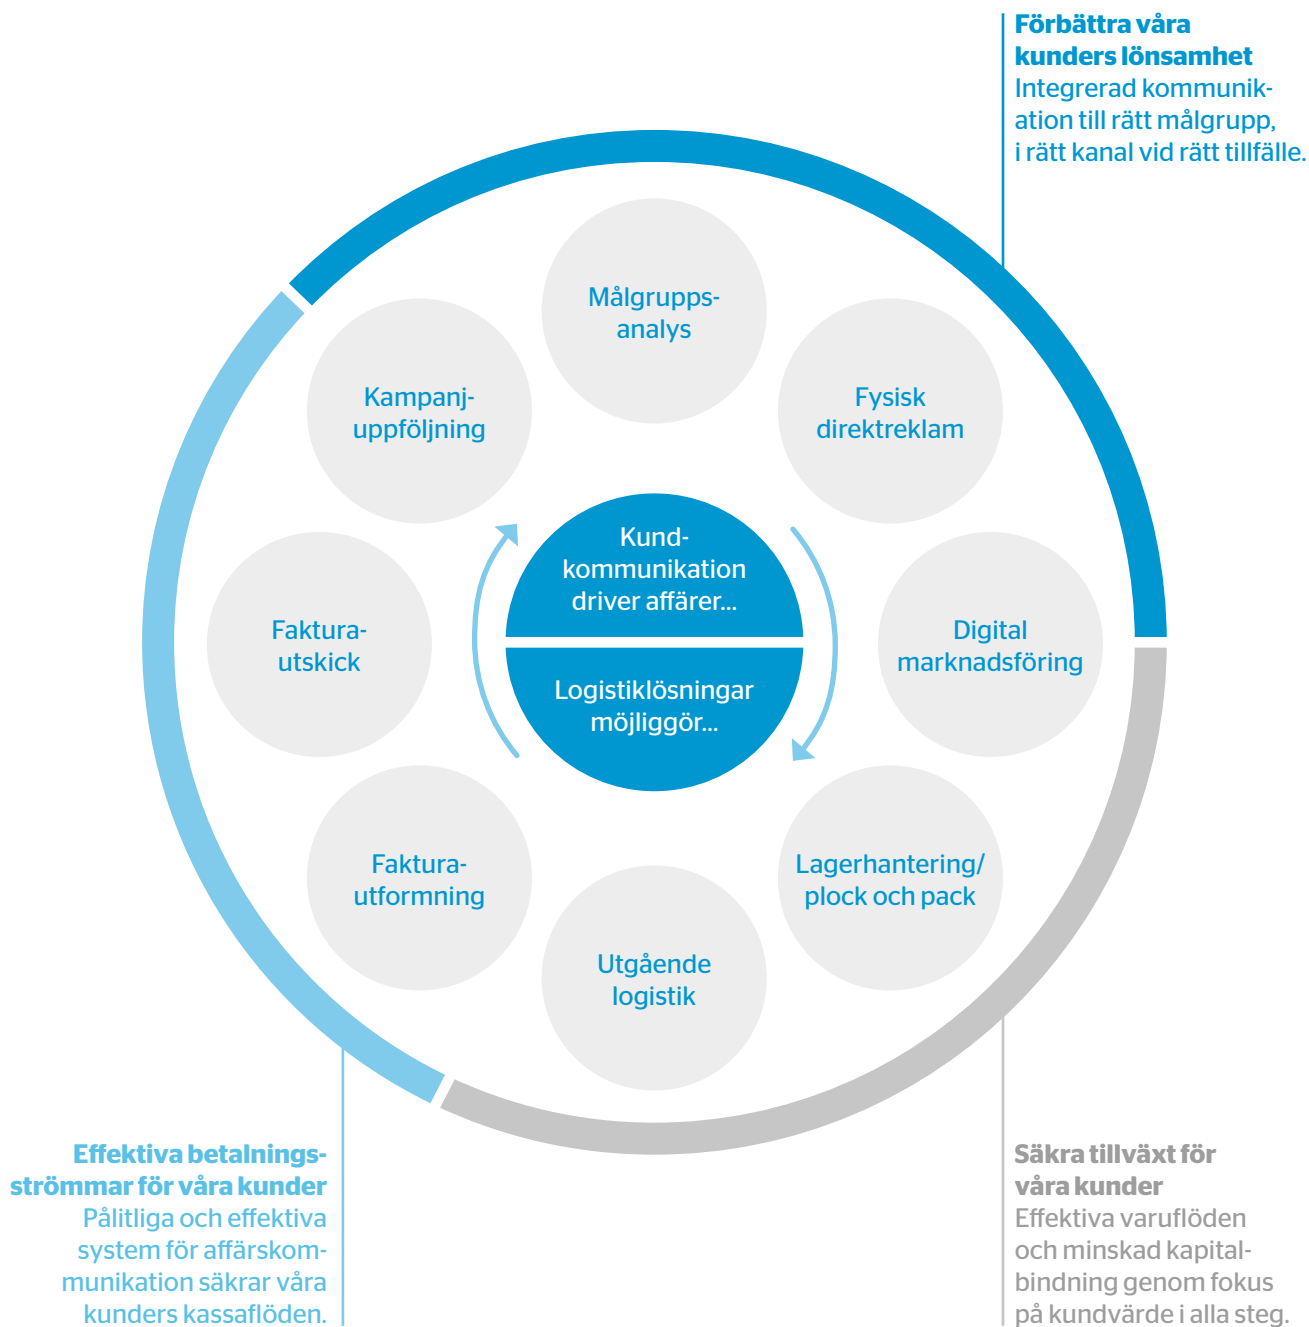 Förbättra våra
kunders lönsamhet
Integrerad kommunik-
ation till rätt målgrupp,
i rätt kanal vid rätt tillfälle.
Målgrupps-
analys
Kampanj-
uppföljning
Fysisk
direktreklam
Kund-
kommunikation
driver affärer...
Faktura-
utskick
Digital
marknadsföring
Logistiklösningar
möjliggör...
Faktura-
utformning
Lagerhantering/
plock och pack
Utgående
logistik
Effektiva betalnings-
strömmar för våra kunder
Pålitliga och effektiva
system för affärskom-
munikation säkrar våra
kunders kassaflöden.
Säkra tillväxt för
våra kunder
Effektiva varuflöden
och minskad kapital-
bindning genom fokus
på kundvärde i alla steg.